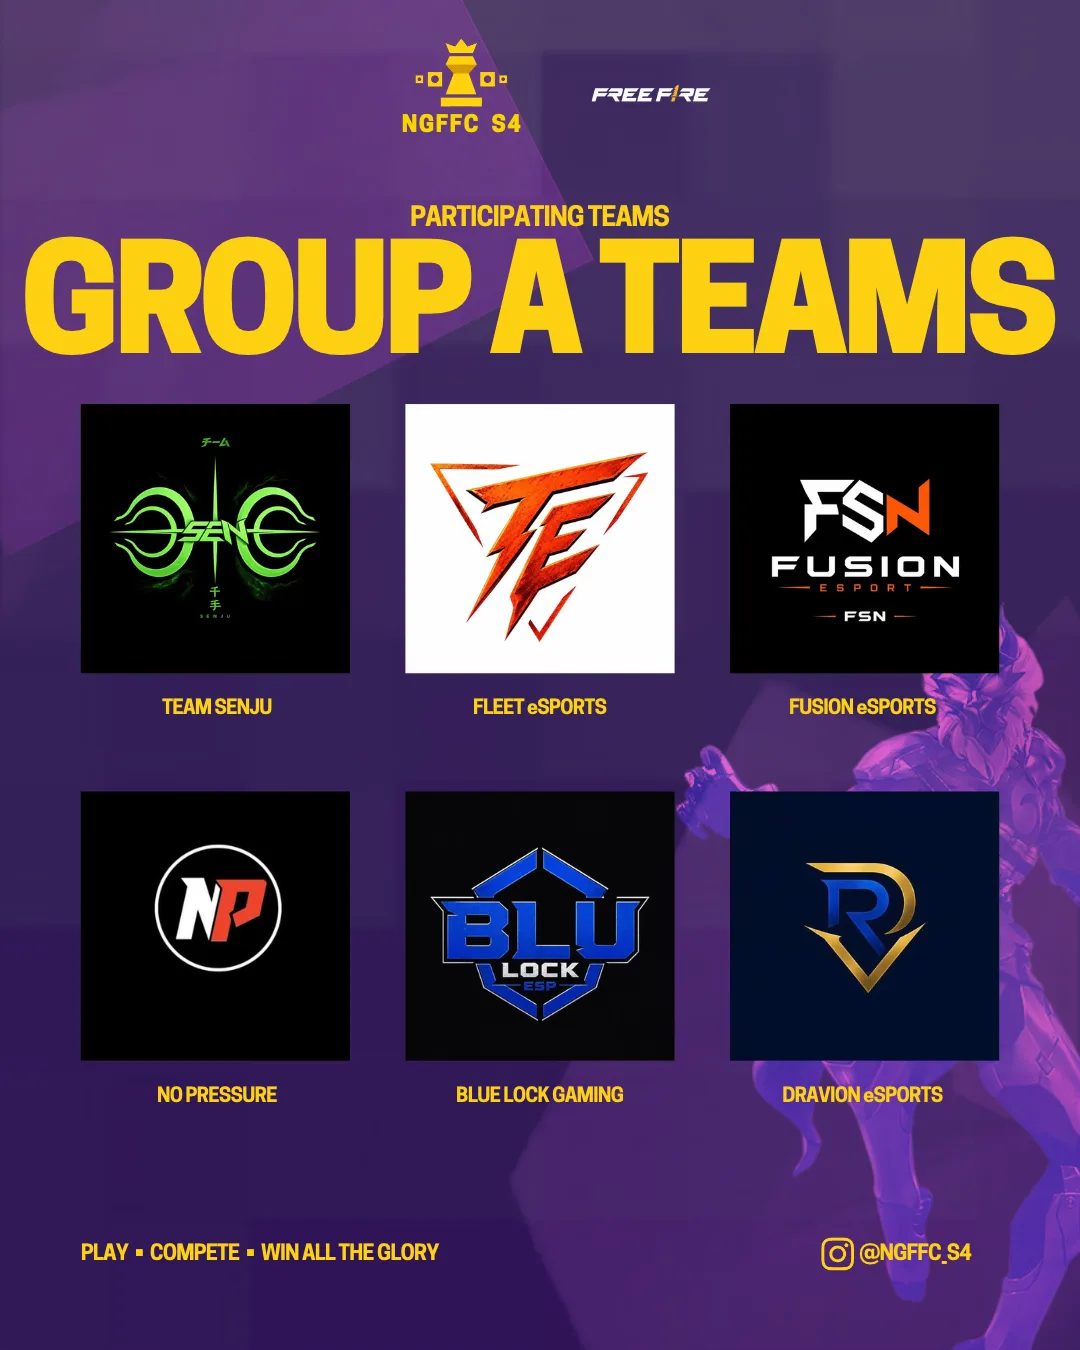 NGFFC S4
FREE FIRE
PARTICIPATING TEAMS
GROUP A TEAMS
チーム
SEN
千
手
SENJU
TEAM SENJU
TE
FLEET eSPORTS
FSN
FUSION
ESPORT
FSN
FUSION eSPORTS
NP
NO PRESSURE
BLU
LOCK
ESP
BLUE LOCK GAMING
DRAVION eSPORTS
PLAY ▪ COMPETE ▪ WIN ALL THE GLORY
@NGFFC_S4